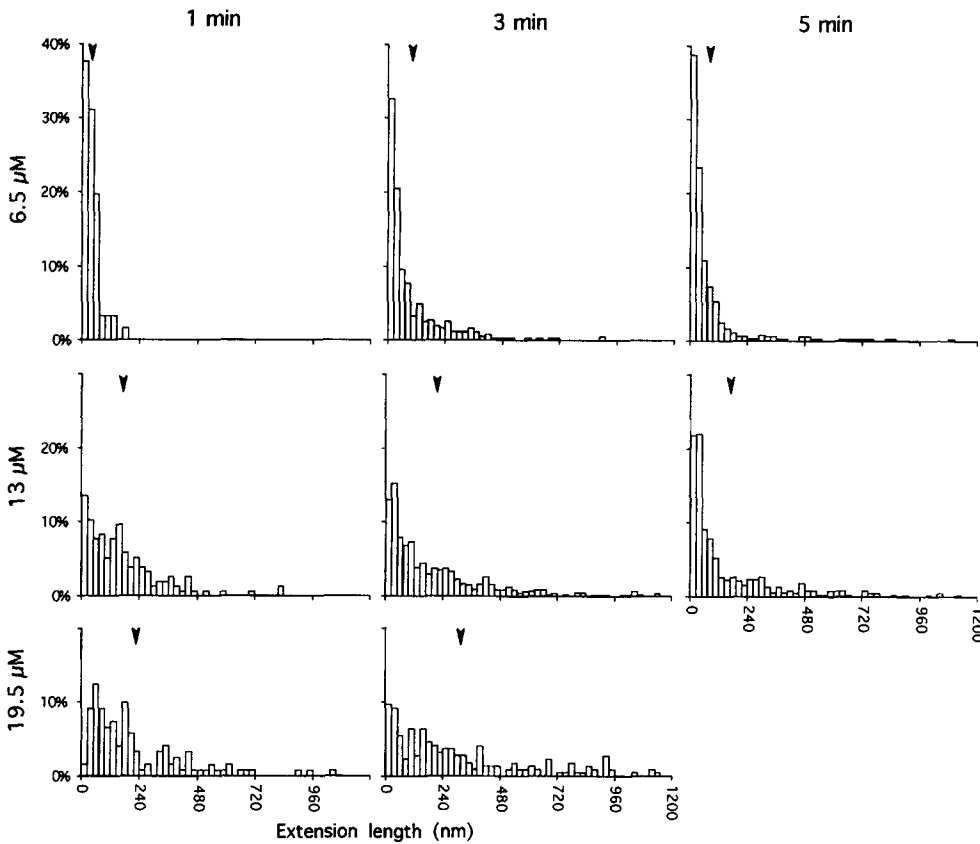 1 min 3 min 5 min
40%
30%
20%
10%
0%
6.5 µM
20%
10%
0%
13 µM
10%
0%
19.5 µM
0 240 480 720 960 1200
0 240 480 720 960
0 240 480 720 960 1200
Extension length (nm)